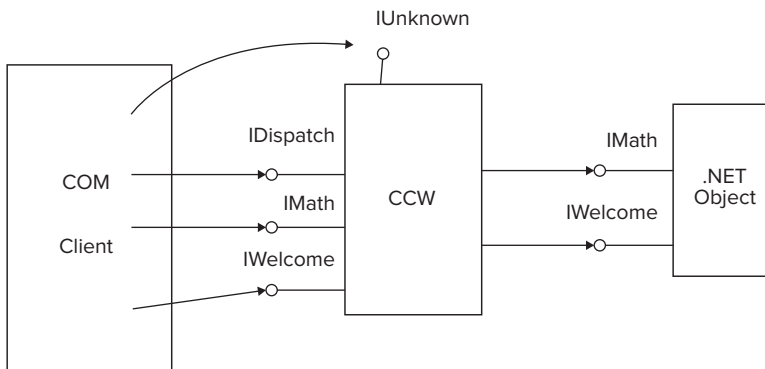 IUnknown
IDispatch
IMath
IWelcome
COM
Client
CCW
IMath
IWelcome
.NET
Object